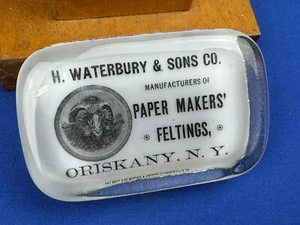 H. WATERBURY & SONS CO.
MANUFACTURERS OF
PAPER MAKERS'
FELTINGS,
ORISKANY, N. Y.